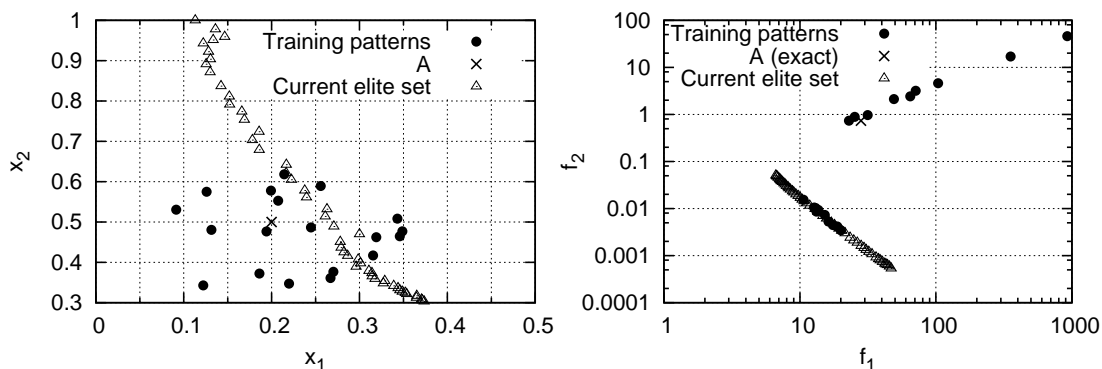 1
0.9
0.8
0.7
0.6
0.5
0.4
0.3
0
0.1
0.2
0.3
0.4
0.5
x2
x1
Training patterns
A
Current elite set
100
10
1
0.1
0.01
0.001
0.0001
1
10
100
1000
f2
f1
Training patterns
A (exact)
Current elite set